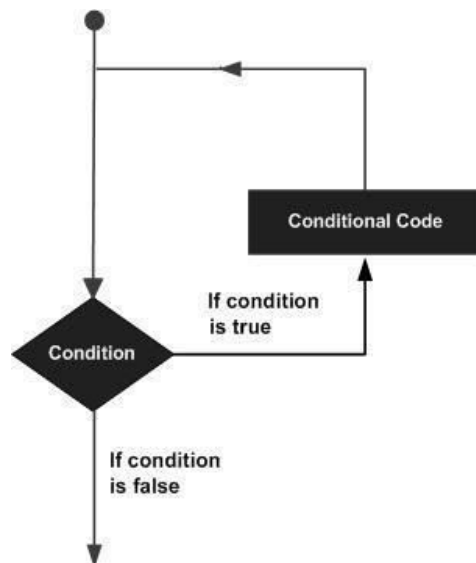 Conditional Code
If condition
is true
Condition
If condition
is false